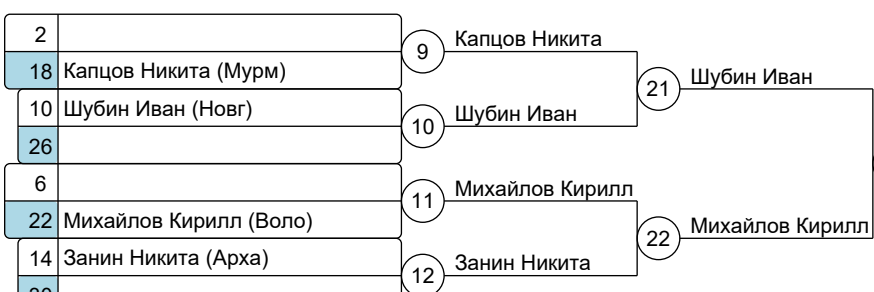 2
18 Капцов Никита (Мурм)
9 Капцов Никита
10 Шубин Иван (Новг)
26
10 Шубин Иван
21 Шубин Иван
6
22 Михайлов Кирилл (Воло)
11 Михайлов Кирилл
14 Занин Никита (Арха)
12 Занин Никита
22 Михайлов Кирилл